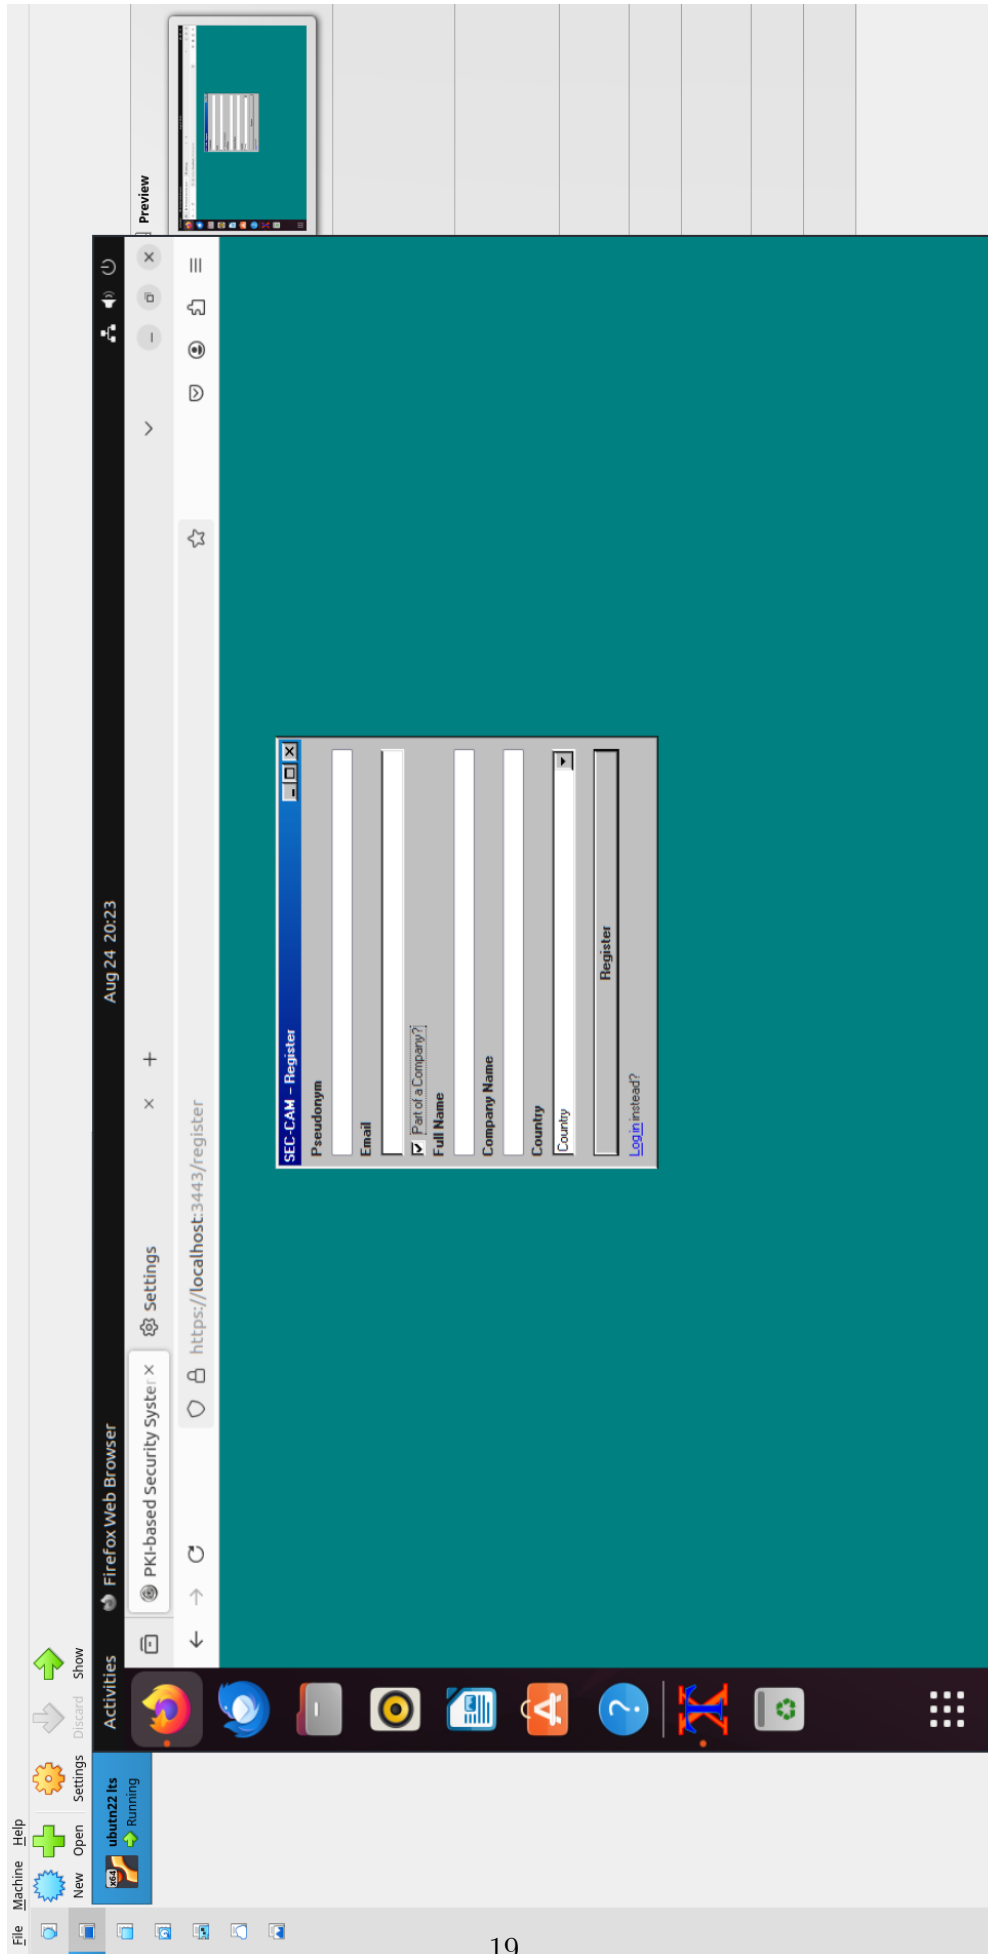 File Machine Help
New Open Settings Discard Show
ubutn22 lts
Running
x64
Preview
Activities Firefox Web Browser Aug 24 20:23
PKI-based Security Syster
Settings
https://localhost:3443/register
SEC-CAM - Register
Pseudonym
Email
Part of a Company?
Full Name
Company Name
Country
Country
Register
Log in instead?
19